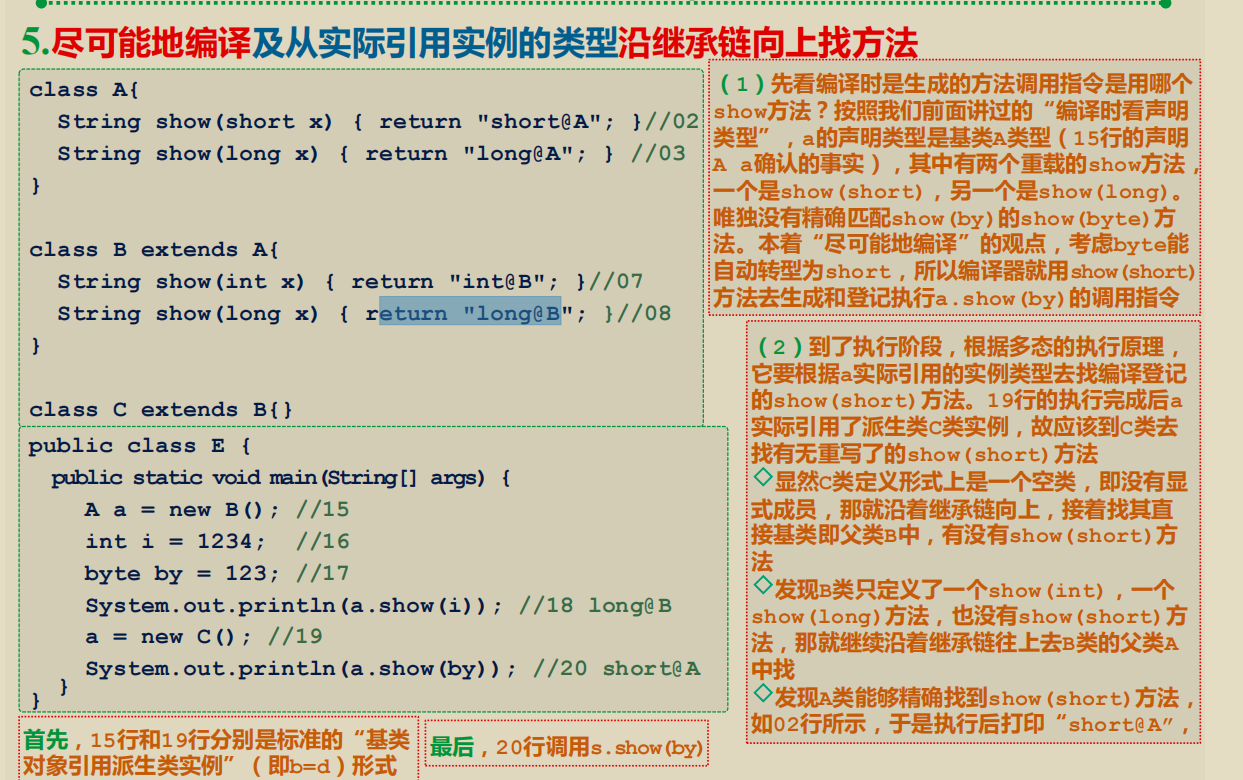 5.尽可能地编译及从实际引用实例的类型沿继承链向上找方法
class A{
String show(short x) { return "short@A"; }//02
String show(long x) { return "long@A"; } //03
}
class B extends A{
String show(int x) { return "int@B"; }//07
String show(long x) { return "long@B"; }//08
}
class C extends B{}
public class E {
public static void main(String[] args) {
A a = new B(); //15
int i = 1234; //16
byte by = 123; //17
System.out.println(a.show(i)); //18 long@B
a = new C(); //19
System.out.println(a.show(by)); //20 short@A
}
}
(1)先看编译时是生成的方法调用指令是用哪个
show方法？按照我们前面讲过的“编译时看声明
类型”，a的声明类型是基类A类型(15行的声明
A a确认的事实)，其中有两个重载的show方法，
一个是show(short)，另一个是show(long)。
唯独没有精确匹配show(by)的show(byte)方
法。本着“尽可能地编译”的观点，考虑byte能
自动转型为short，所以编译器就用show(short)
方法去生成和登记执行a.show(by)的调用指令
(2)到了执行阶段，根据多态的执行原理，
它要根据a实际引用的实例类型去找编译登记
的show(short)方法。19行的执行完成后a
实际引用了派生类C类实例，故应该到C类去
找有无重写了的show(short)方法
◇显然C类定义形式上是一个空类，即没有显
式成员，那就沿着继承链向上，接着找其直
接基类即父类B中，有没有show(short)方
法
◇发现B类只定义了一个show(int)，一个
show(long)方法，也没有show(short)方
法，那就继续沿着继承链往上去B类的父类A
中找
◇发现A类能够精确找到show(short)方法，
如02行所示，于是执行后打印“short@A”，
首先，15行和19行分别是标准的“基类
对象引用派生类实例”(即b=d)形式
最后，20行调用s.show(by)